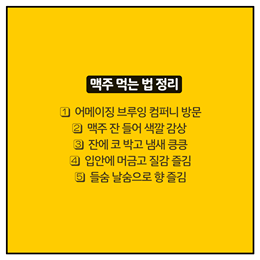 맥주 먹는 법 정리
1 어메이징 브루잉 컴퍼니 방문
2 맥주 잔 들어 색깔 감상
3 잔에 코 박고 냄새 킁킁
4 입안에 머금고 질감 즐김
5 들숨 날숨으로 향 즐김